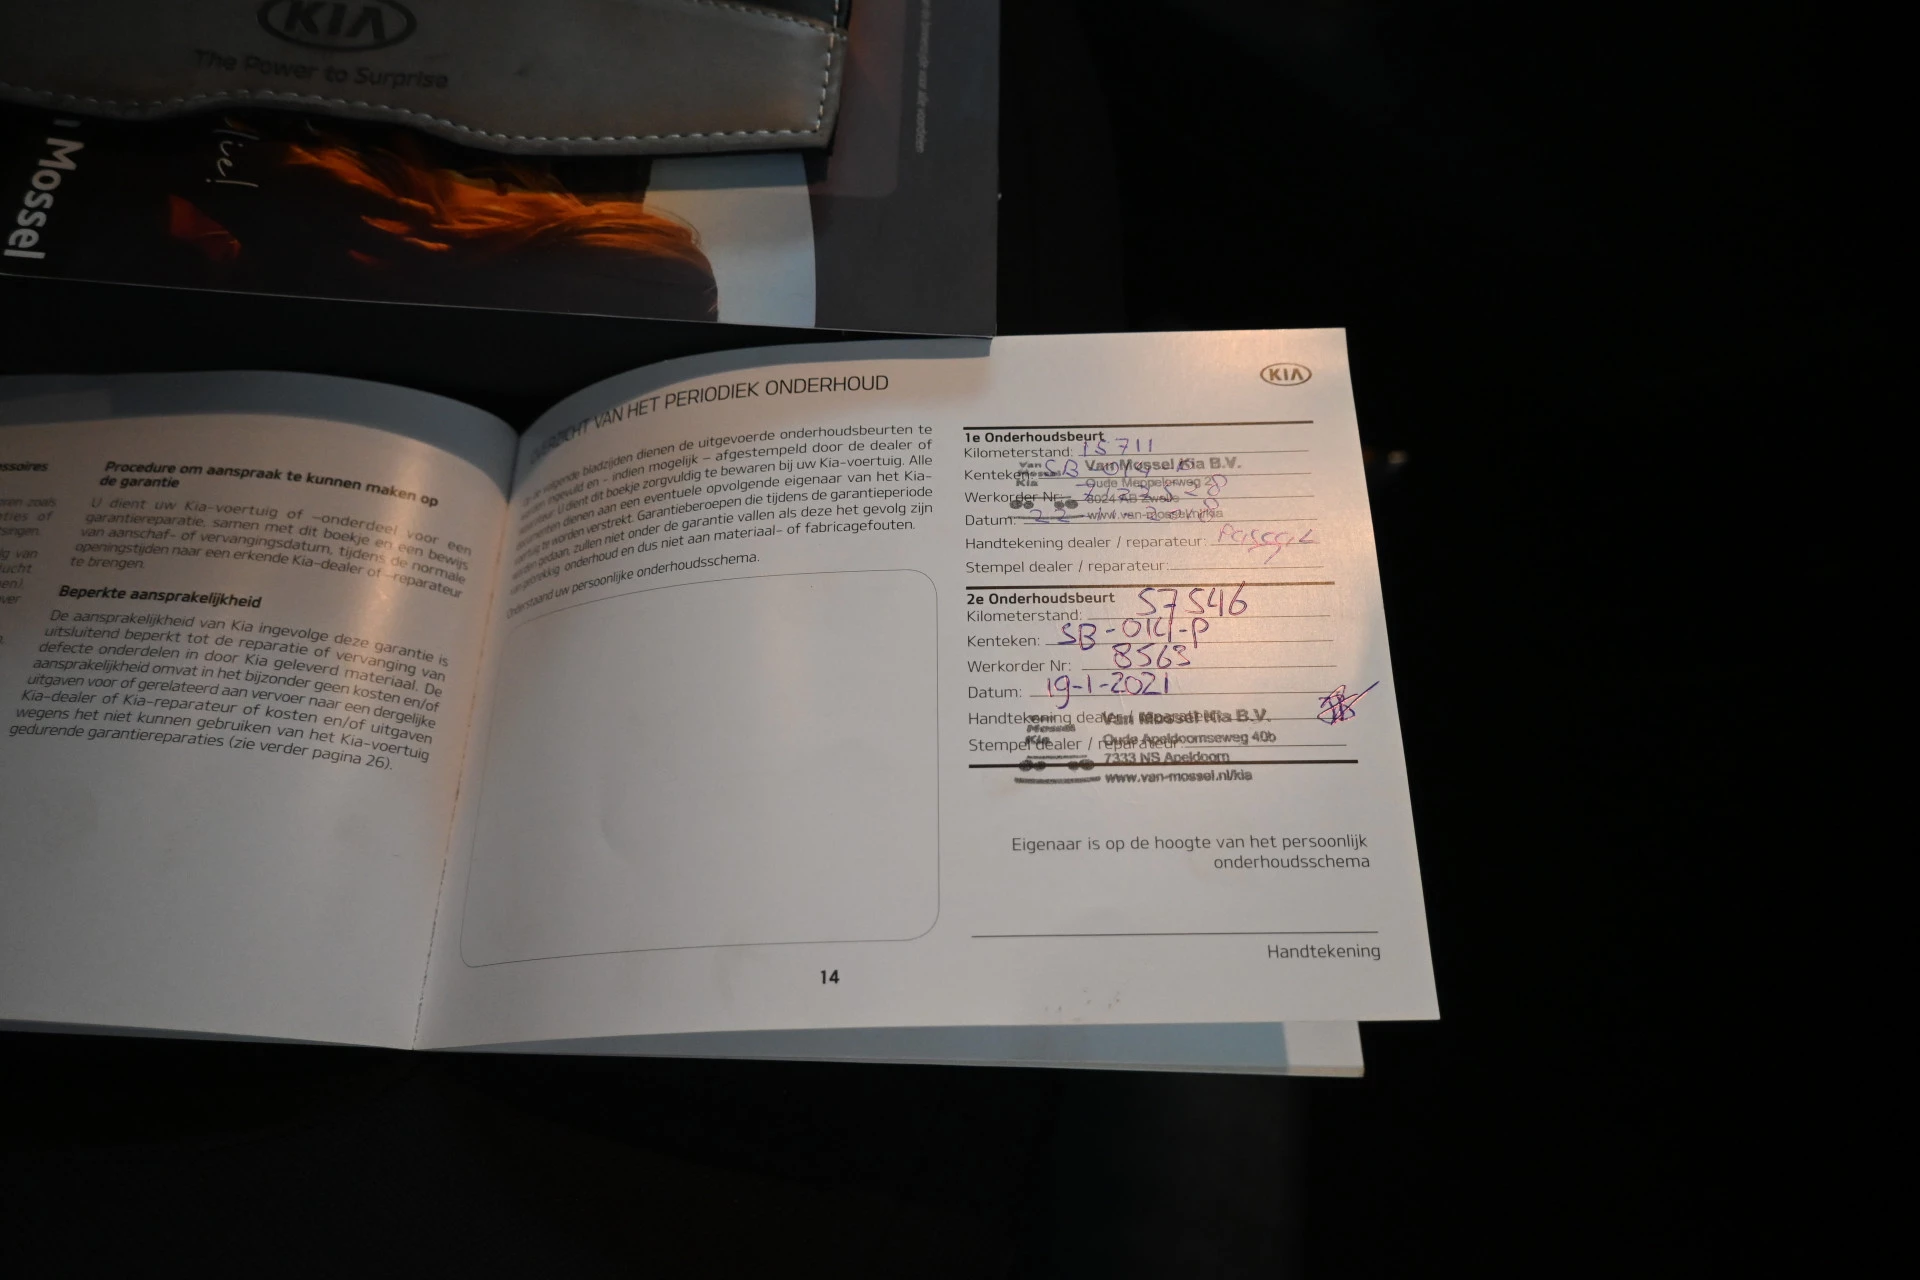 KIA
The Power to Surprise
Mossel
KIA
Procedure om aanspraak te kunnen maken op
de garantie
U dient uw Kia-voertuig of -onderdeel voor een
garantiereparatie, samen met dit boekje en een bewijs
van aanschaf- of vervangingsdatum, tijdens de normale
openingstijden naar een erkende Kia-dealer of -reparateur
te brengen.
Beperkte aansprakelijkheid
De aansprakelijkheid van Kia ingevolge deze garantie is
uitsluitend beperkt tot de reparatie of vervanging van
defecte onderdelen in door Kia geleverd materiaal. De
aansprakelijkheid omvat in het bijzonder geen kosten en/of
uitgaven voor of gerelateerd aan vervoer naar een dergelijke
Kia-dealer of Kia-reparateur of kosten en/of uitgaven
wegens het niet kunnen gebruiken van het Kia-voertuig
gedurende garantiereparaties (zie verder pagina 26).
VAN HET PERIODIEK ONDERHOUD
volgende bladzijden dienen de uitgevoerde onderhoudsbeurten te
worden ingevuld en - indien mogelijk - afgestempeld door de dealer of
reparateur. U dient dit boekje zorgvuldig te bewaren bij uw Kia-voertuig. Alle
documenten dienen aan een eventuele opvolgende eigenaar van het Kia-
voertuig te worden verstrekt. Garantieberoepen die tijdens de garantieperiode
worden gedaan, zullen niet onder de garantie vallen als deze het gevolg zijn
van gebrekkig onderhoud en dus niet aan materiaal- of fabricagefouten.
Onderstaand uw persoonlijke onderhoudsschema.
14
1e Onderhoudsbeurt
Kilometerstand: 15711
Kenteken: SB Van Mossel Kia B.V.
Oude Meppelerweg
Werkorder Nr: 8024 AB Zwolle
Datum: 22 www.van-mossel.nl/kia
Handtekening dealer / reparateur:
Stempel dealer / reparateur:
2e Onderhoudsbeurt
Kilometerstand: 57546
Kenteken: SB-014-P
Werkorder Nr: 8563
Datum: 19-1-2021
Handtekening dealer / reparateur: Van Mossel Kia B.V.
Oude Apeldoornseweg 40b
Stempel dealer / reparateur:
7333 NS Apeldoorn
www.van-mossel.nl/kia
Eigenaar is op de hoogte van het persoonlijk
onderhoudsschema
Handtekening